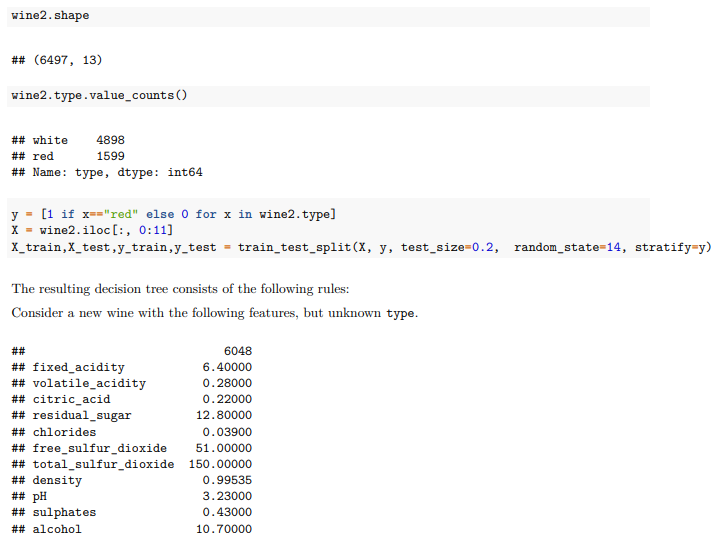 wine2.shape
## (6497, 13)
wine2.type.value_counts()
## white    4898
## red      1599
## Name: type, dtype: int64
y = [1 if x=="red" else 0 for x in wine2.type]
X = wine2.iloc[:, 0:11]
X_train,X_test,y_train,y_test = train_test_split(X, y, test_size=0.2,  random_state=14, stratify=y)
The resulting decision tree consists of the following rules:
Consider a new wine with the following features, but unknown type.
##                           6048
## fixed_acidity          6.40000
## volatile_acidity       0.28000
## citric_acid            0.22000
## residual_sugar        12.80000
## chlorides              0.03900
## free_sulfur_dioxide   51.00000
## total_sulfur_dioxide 150.00000
## density                0.99535
## pH                     3.23000
## sulphates              0.43000
## alcohol               10.70000